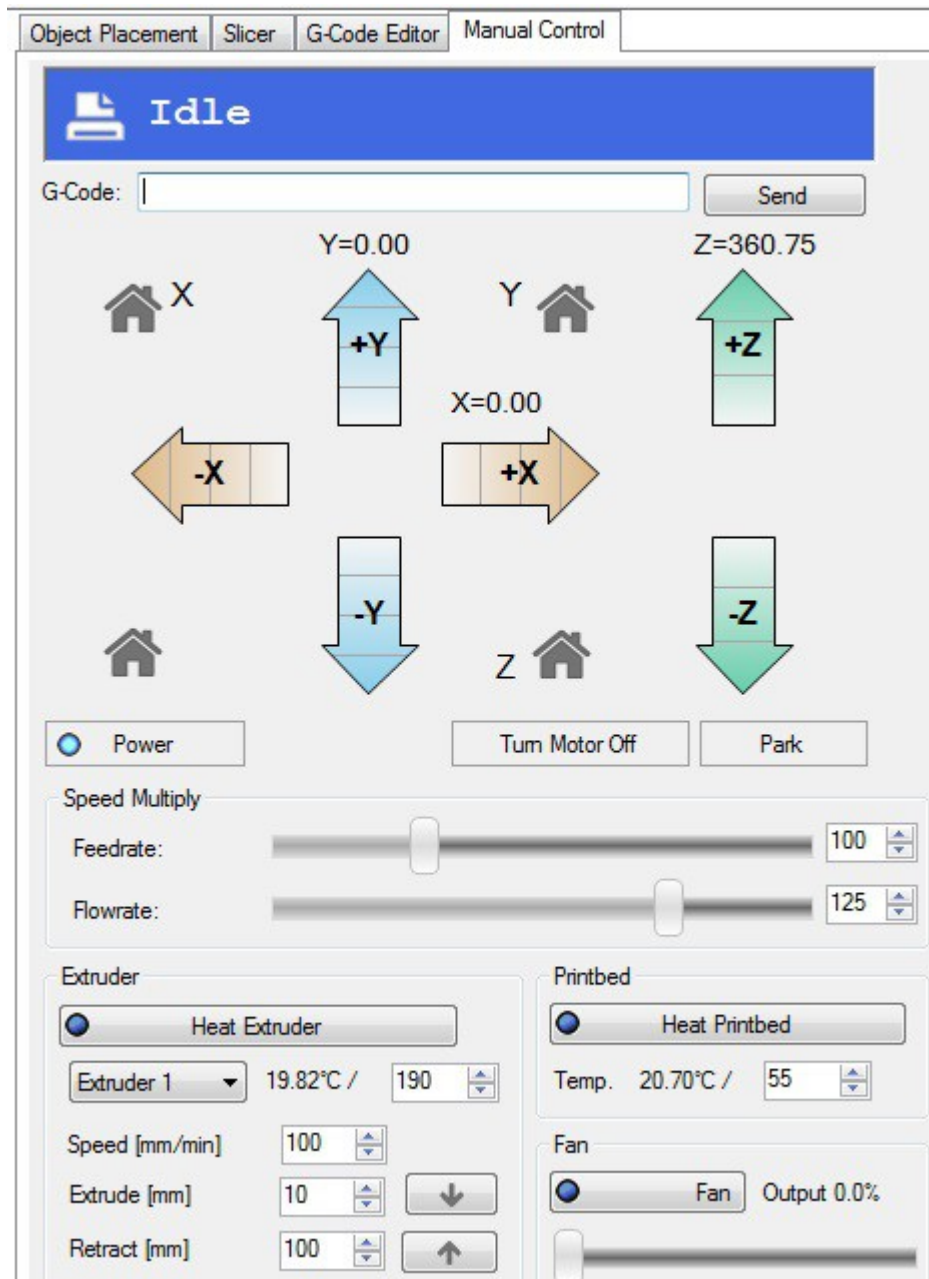 Object Placement Slicer G-Code Editor Manual Control
Idle
G-Code: Send
Y=0.00 Z=360.75
X Y
+Y +Z
X=0.00
-X +X
-Y -Z
Z
Power Turn Motor Off Park
Speed Multiply
Feedrate: 100
Flowrate: 125
Extruder Printbed
Heat Extruder Heat Printbed
Extruder 1 19.82°C / 190 Temp. 20.70°C / 55
Speed [mm/min] 100 Fan
Extrude [mm] 10 Fan Output 0.0%
Retract [mm] 100